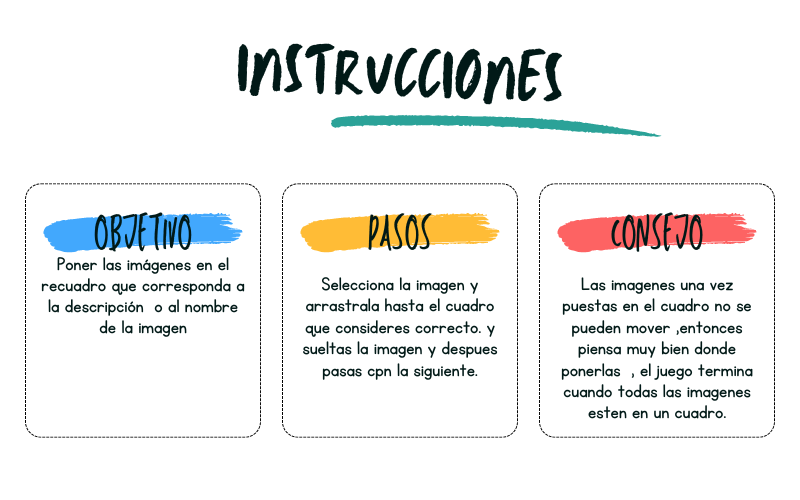 INSTRUCCIONES
OBJETIVO
Poner las imágenes en el
recuadro que corresponda a
la descripción o al nombre
de la imagen
PASOS
Selecciona la imagen y
arrastrala hasta el cuadro
que consideres correcto. y
sueltas la imagen y despues
pasas cpn la siguiente.
CONSEJO
Las imagenes una vez
puestas en el cuadro no se
pueden mover ,entonces
piensa muy bien donde
ponerlas , el juego termina
cuando todas las imagenes
esten en un cuadro.